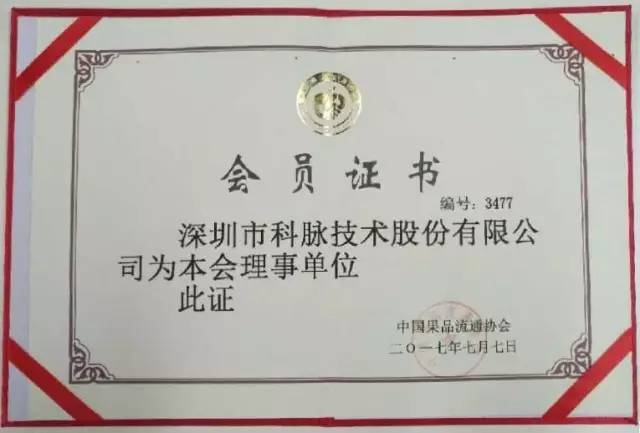 会员证书
编号：3477
深圳市科脉技术股份有限公
司为本会理事单位
此证
中国果品流通协会
二〇一七年七月七日